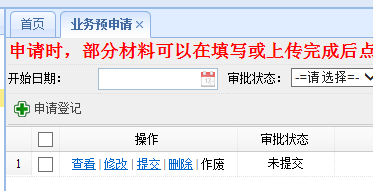 首页 业务预申请 ×
申请时，部分材料可以在填写或上传完成后点
开始日期： 审批状态： -=请选择=-
申请登记
操作 审批状态
1 查看 | 修改 | 提交 | 删除 | 作废 未提交